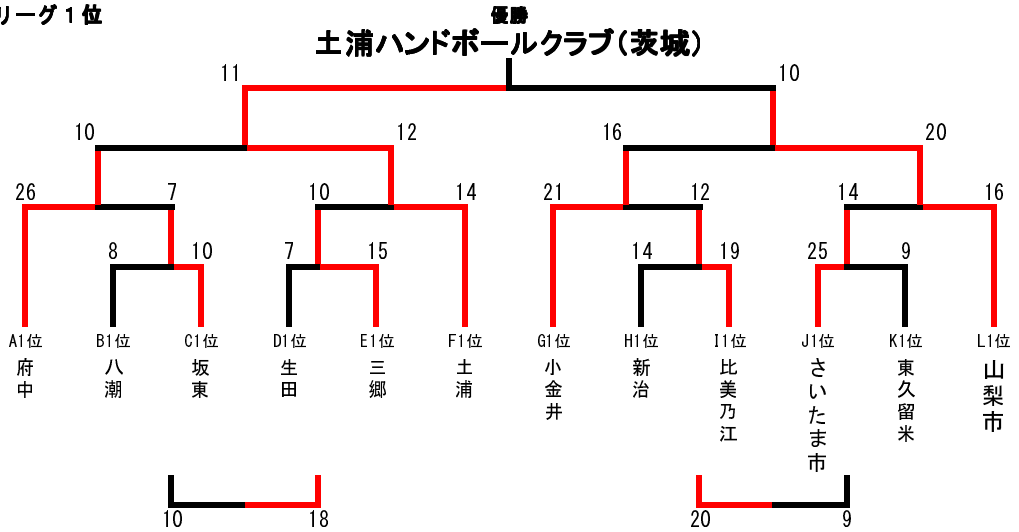 リーグ1位
優勝
土浦ハンドボールクラブ(茨城)
11 10
10 12 16 20
26 7 10 14 21 12 14 16
8 10 7 15 14 19 25 9
A1位 B1位 C1位 D1位 E1位 F1位 G1位 H1位 I1位 J1位 K1位 L1位
府中 八潮 坂東 生田 三郷 土浦 小金井 新治 比美乃江 さいたま市 東久留米 山梨市
10 18 20 9